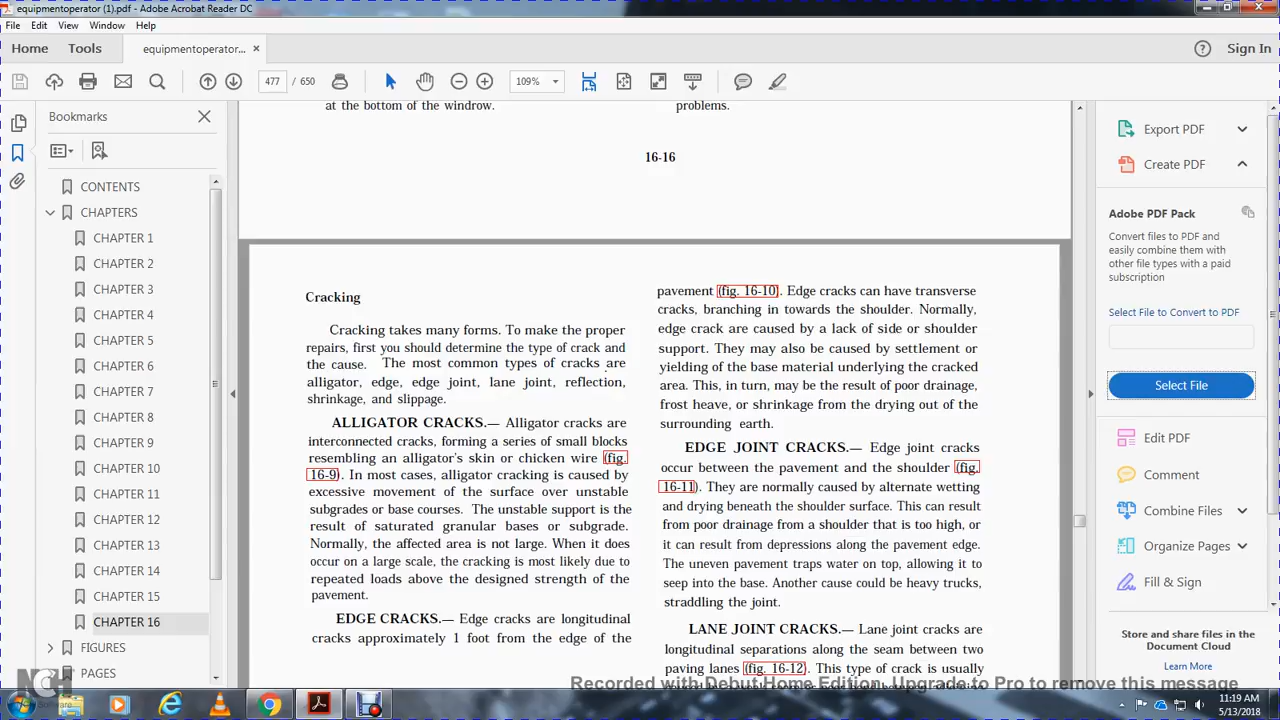 equipmentoperator (1).pdf - Adobe Acrobat Reader DC
File Edit View Window Help
Home Tools equipmentoperator... × Sign In
477 / 650 109%
Bookmarks
CONTENTS
CHAPTERS
CHAPTER 1
CHAPTER 2
CHAPTER 3
CHAPTER 4
CHAPTER 5
CHAPTER 6
CHAPTER 7
CHAPTER 8
CHAPTER 9
CHAPTER 10
CHAPTER 11
CHAPTER 12
CHAPTER 13
CHAPTER 14
CHAPTER 15
CHAPTER 16
FIGURES
PAGES
at the bottom of the windrow.
problems.
16-16
Cracking
Cracking takes many forms. To make the proper
repairs, first you should determine the type of crack and
the cause. The most common types of cracks are
alligator, edge, edge joint, lane joint, reflection,
shrinkage, and slippage.
ALLIGATOR CRACKS.— Alligator cracks are
interconnected cracks, forming a series of small blocks
resembling an alligator's skin or chicken wire (fig.
16-9). In most cases, alligator cracking is caused by
excessive movement of the surface over unstable
subgrades or base courses. The unstable support is the
result of saturated granular bases or subgrade.
Normally, the affected area is not large. When it does
occur on a large scale, the cracking is most likely due to
repeated loads above the designed strength of the
pavement.
EDGE CRACKS.— Edge cracks are longitudinal
cracks approximately 1 foot from the edge of the
pavement (fig. 16-10). Edge cracks can have transverse
cracks, branching in towards the shoulder. Normally,
edge crack are caused by a lack of side or shoulder
support. They may also be caused by settlement or
yielding of the base material underlying the cracked
area. This, in turn, may be the result of poor drainage,
frost heave, or shrinkage from the drying out of the
surrounding earth.
EDGE JOINT CRACKS.— Edge joint cracks
occur between the pavement and the shoulder (fig.
16-11). They are normally caused by alternate wetting
and drying beneath the shoulder surface. This can result
from poor drainage from a shoulder that is too high, or
it can result from depressions along the pavement edge.
The uneven pavement traps water on top, allowing it to
seep into the base. Another cause could be heavy trucks,
straddling the joint.
LANE JOINT CRACKS.— Lane joint cracks are
longitudinal separations along the seam between two
paving lanes (fig. 16-12). This type of crack is usually
Export PDF
Create PDF
Adobe PDF Pack
Convert files to PDF and
easily combine them with
other file types with a paid
subscription
Select File to Convert to PDF
Select File
Edit PDF
Comment
Combine Files
Organize Pages
Fill & Sign
Store and share files in the
Document Cloud
Learn More
Recorded with Debut Home Edition. Upgrade to Pro to remove this message
NCH
Software
11:19 AM
5/13/2018